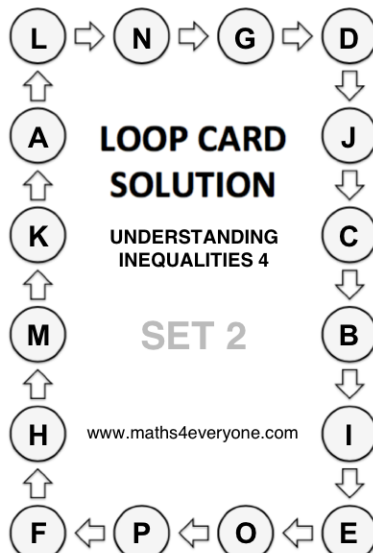 L N G D
A LOOP CARD J
SOLUTION
K UNDERSTANDING C
INEQUALITIES 4
M SET 2 B
H www.maths4everyone.com I
F P O E